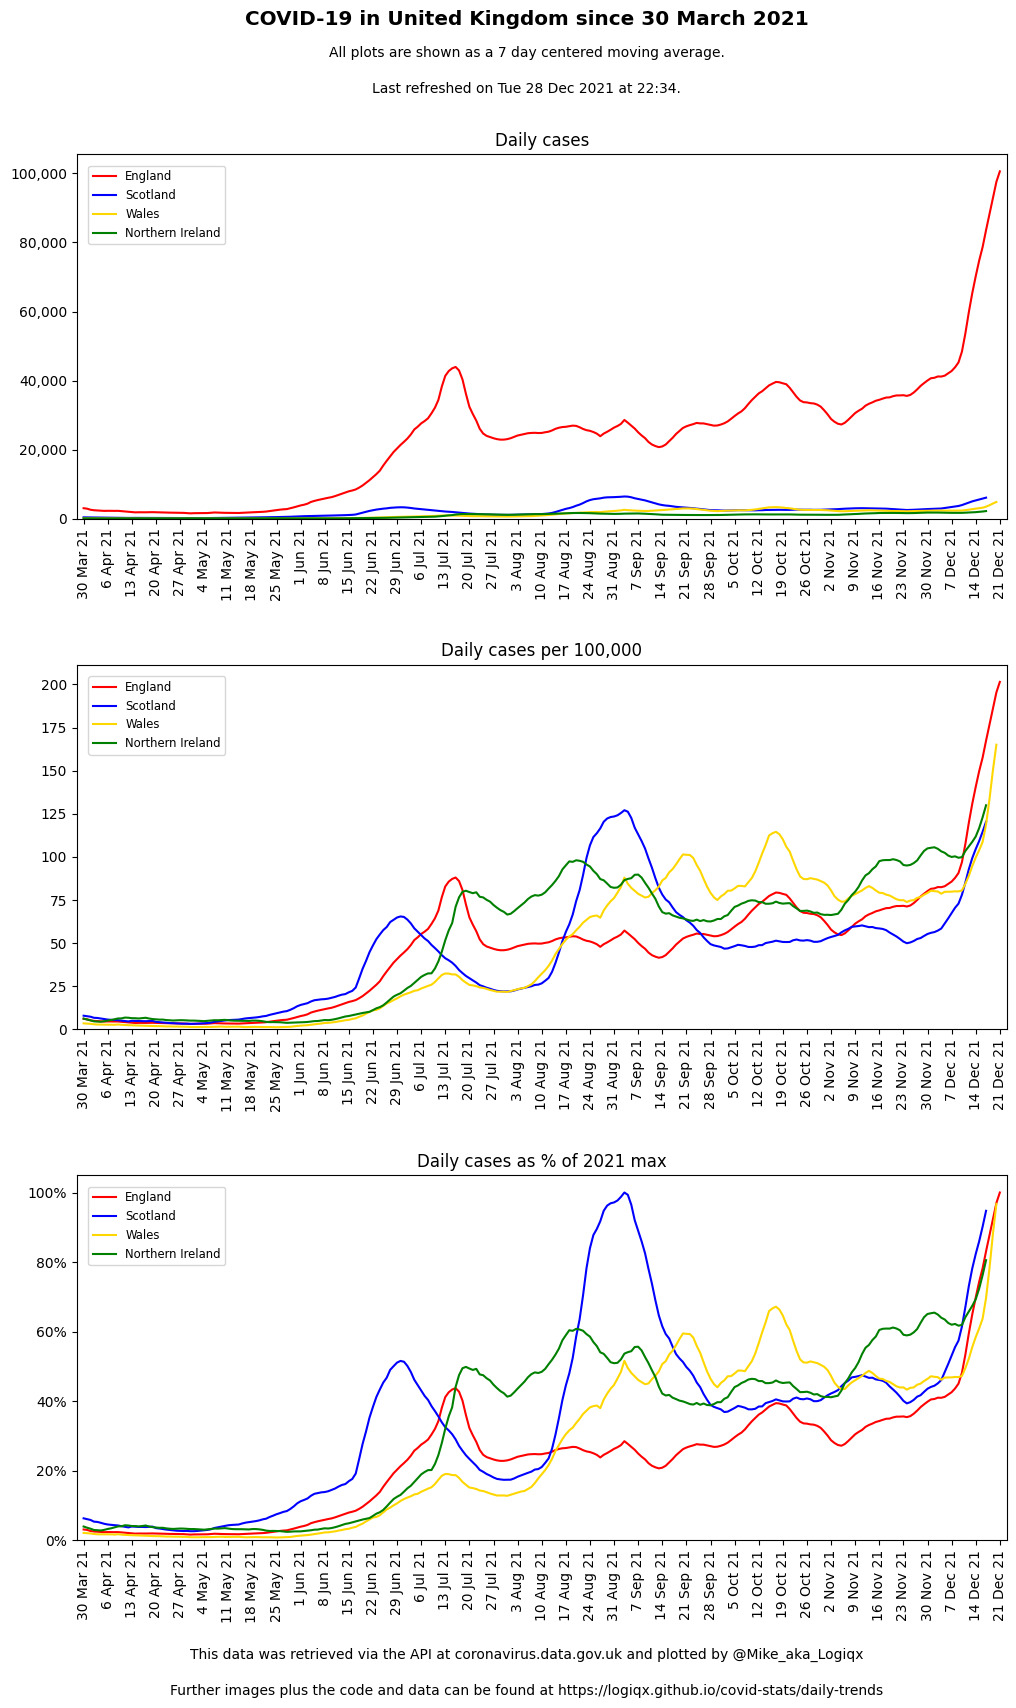 COVID-19 in United Kingdom since 30 March 2021
All plots are shown as a 7 day centered moving average.
Last refreshed on Tue 28 Dec 2021 at 22:34.
Daily cases
England
Scotland
Wales
Northern Ireland
100,000
80,000
60,000
40,000
20,000
0
30 Mar 21
6 Apr 21
13 Apr 21
20 Apr 21
27 Apr 21
4 May 21
11 May 21
18 May 21
25 May 21
1 Jun 21
8 Jun 21
15 Jun 21
22 Jun 21
29 Jun 21
6 Jul 21
13 Jul 21
20 Jul 21
27 Jul 21
3 Aug 21
10 Aug 21
17 Aug 21
24 Aug 21
31 Aug 21
7 Sep 21
14 Sep 21
21 Sep 21
28 Sep 21
5 Oct 21
12 Oct 21
19 Oct 21
26 Oct 21
2 Nov 21
9 Nov 21
16 Nov 21
23 Nov 21
30 Nov 21
7 Dec 21
14 Dec 21
21 Dec 21
Daily cases per 100,000
England
Scotland
Wales
Northern Ireland
200
175
150
125
100
75
50
25
0
30 Mar 21
6 Apr 21
13 Apr 21
20 Apr 21
27 Apr 21
4 May 21
11 May 21
18 May 21
25 May 21
1 Jun 21
8 Jun 21
15 Jun 21
22 Jun 21
29 Jun 21
6 Jul 21
13 Jul 21
20 Jul 21
27 Jul 21
3 Aug 21
10 Aug 21
17 Aug 21
24 Aug 21
31 Aug 21
7 Sep 21
14 Sep 21
21 Sep 21
28 Sep 21
5 Oct 21
12 Oct 21
19 Oct 21
26 Oct 21
2 Nov 21
9 Nov 21
16 Nov 21
23 Nov 21
30 Nov 21
7 Dec 21
14 Dec 21
21 Dec 21
Daily cases as % of 2021 max
England
Scotland
Wales
Northern Ireland
100%
80%
60%
40%
20%
0%
30 Mar 21
6 Apr 21
13 Apr 21
20 Apr 21
27 Apr 21
4 May 21
11 May 21
18 May 21
25 May 21
1 Jun 21
8 Jun 21
15 Jun 21
22 Jun 21
29 Jun 21
6 Jul 21
13 Jul 21
20 Jul 21
27 Jul 21
3 Aug 21
10 Aug 21
17 Aug 21
24 Aug 21
31 Aug 21
7 Sep 21
14 Sep 21
21 Sep 21
28 Sep 21
5 Oct 21
12 Oct 21
19 Oct 21
26 Oct 21
2 Nov 21
9 Nov 21
16 Nov 21
23 Nov 21
30 Nov 21
7 Dec 21
14 Dec 21
21 Dec 21
This data was retrieved via the API at coronavirus.data.gov.uk and plotted by @Mike_aka_Logiqx
Further images plus the code and data can be found at https://logiqx.github.io/covid-stats/daily-trends